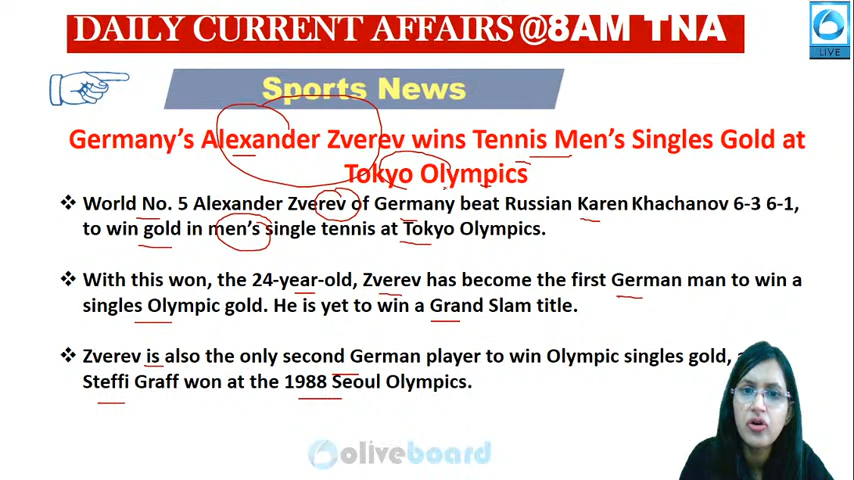 DAILY CURRENT AFFAIRS @8AM TNA
LIVE
Sports News
Germany's Alexander Zverev wins Tennis Men's Singles Gold at
Tokyo Olympics
❖ World No. 5 Alexander Zverev of Germany beat Russian Karen Khachanov 6-3 6-1,
to win gold in men's single tennis at Tokyo Olympics.
❖ With this won, the 24-year-old, Zverev has become the first German man to win a
singles Olympic gold. He is yet to win a Grand Slam title.
❖ Zverev is also the only second German player to win Olympic singles gold,
Steffi Graff won at the 1988 Seoul Olympics.
oliveboard